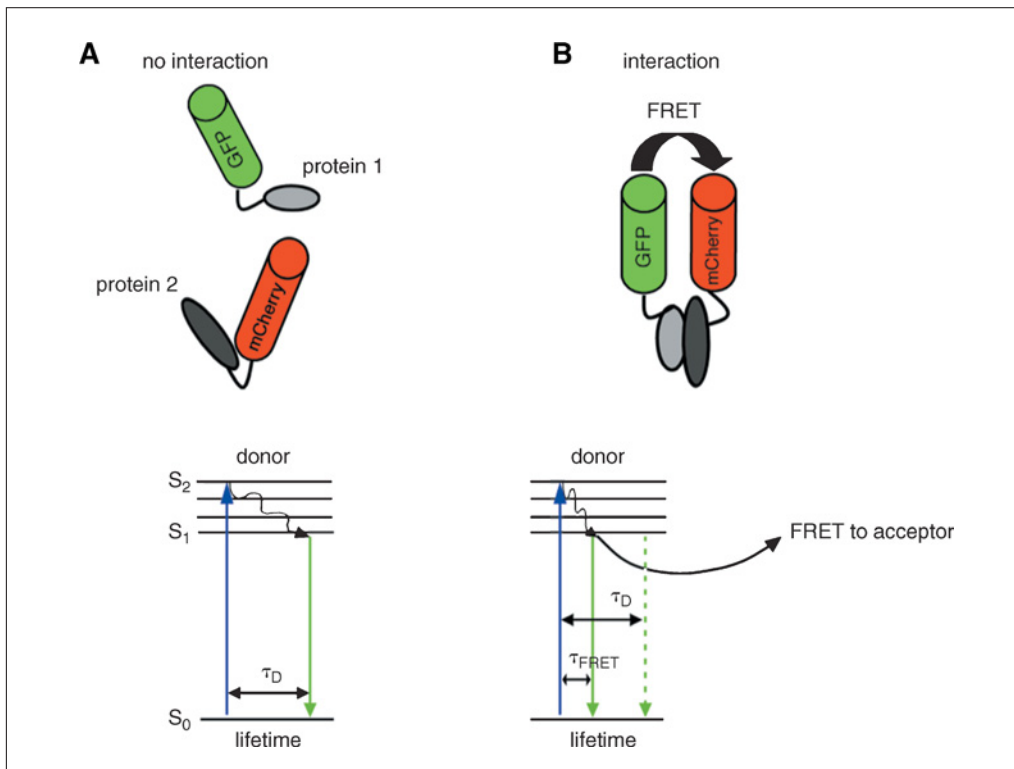 A
no interaction
GFP
protein 1
protein 2
mCherry
donor
S₂
S₁
τD
S₀
lifetime
B
interaction
FRET
GFP
mCherry
donor
FRET to acceptor
τD
τFRET
lifetime